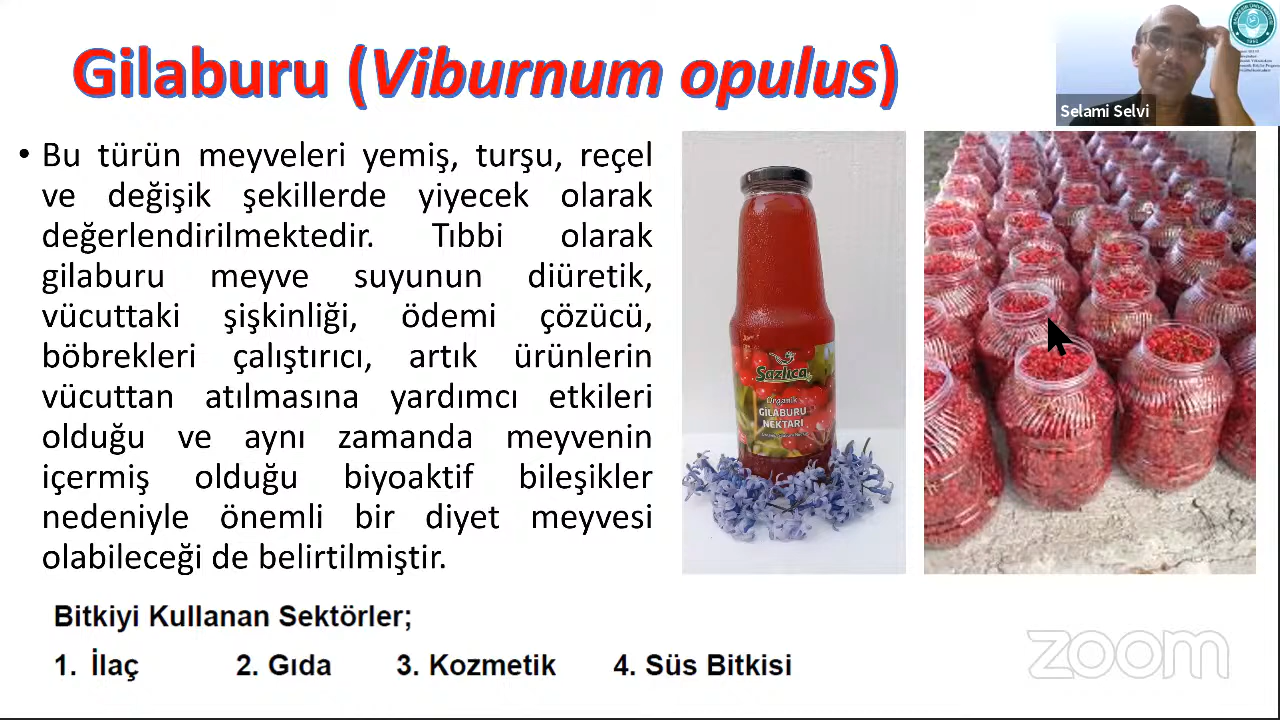 Gilaburu (Viburnum opulus)
Selami Selvi
• Bu türün meyveleri yemiş, turşu, reçel
ve değişik şekillerde yiyecek olarak
değerlendirilmektedir. Tıbbi olarak
gilaburu meyve suyunun diüretik,
vücuttaki şişkinliği, ödemi çözücü,
böbrekleri çalıştırıcı, artık ürünlerin
vücuttan atılmasına yardımcı etkileri
olduğu ve aynı zamanda meyvenin
içermiş olduğu biyoaktif bileşikler
nedeniyle önemli bir diyet meyvesi
olabileceği de belirtilmiştir.
Sazlıca
Organik
GİLABURU
NEKTARI
Bitkiyi Kullanan Sektörler;
1. İlaç 2. Gıda 3. Kozmetik 4. Süs Bitkisi
zoom